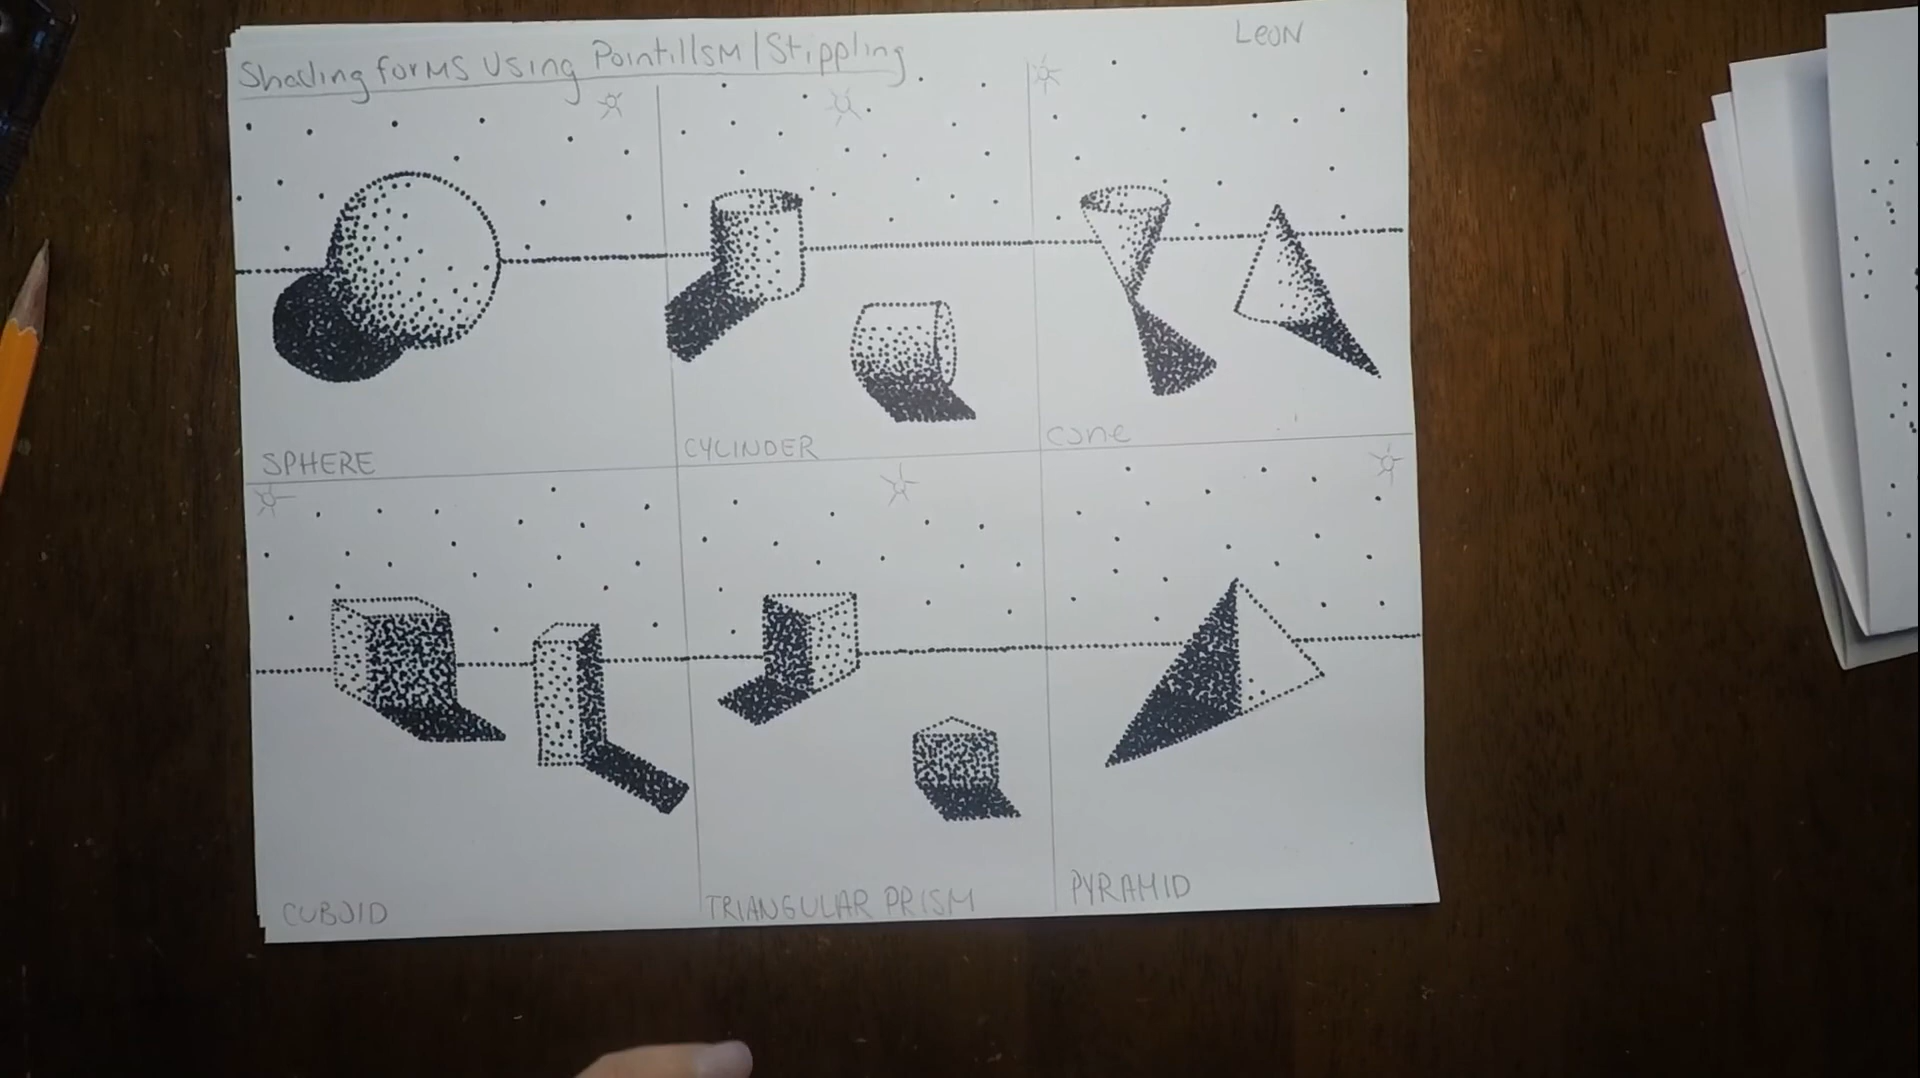 Shading forms Using Pointillsm/Stippling
LEON
SPHERE
CYLINDER
cone
CUBOID
TRIANGULAR PRISM
PYRAMID